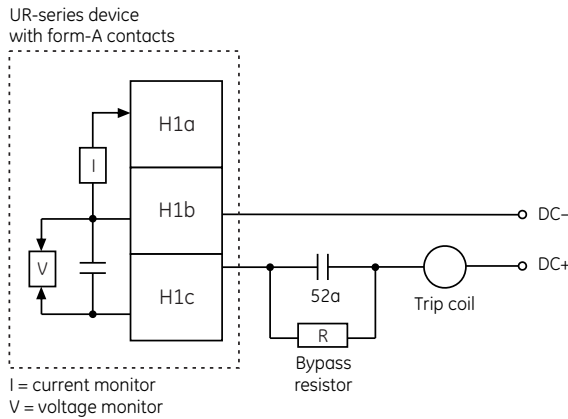 UR-series device
with form-A contacts
H1a
I
H1b
DC–
V
DC+
52a
H1c
Trip coil
R
Bypass
resistor
I = current monitor
V = voltage monitor